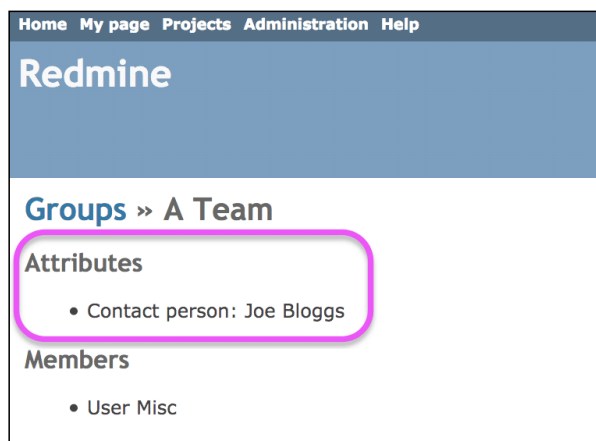 Home My page Projects Administration Help
Redmine
Groups » A Team
Attributes
• Contact person: Joe Bloggs
Members
• User Misc